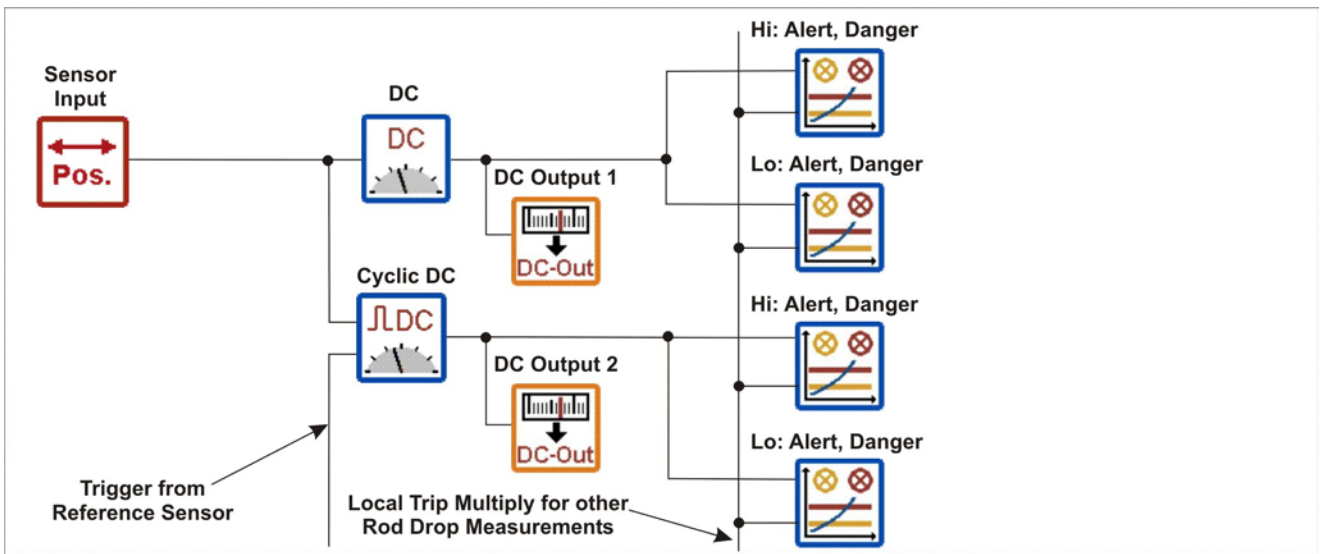 Hi: Alert, Danger
Sensor
Input
Pos.
DC
DC
DC Output 1
DC-Out
Lo: Alert, Danger
Cyclic DC
DC
DC Output 2
DC-Out
Hi: Alert, Danger
Lo: Alert, Danger
Trigger from
Reference Sensor
Local Trip Multiply for other
Rod Drop Measurements